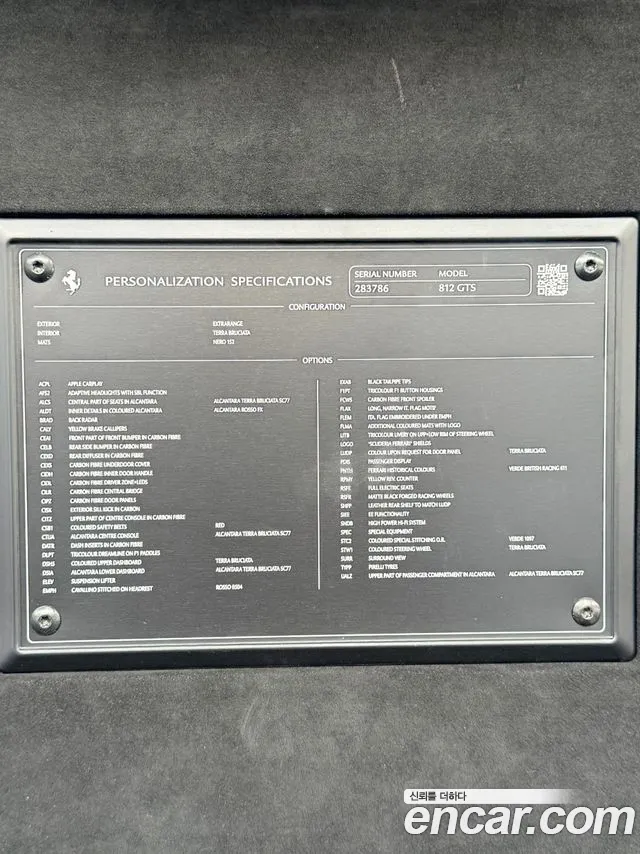 PERSONALIZATION SPECIFICATIONS
SERIAL NUMBER MODEL
283786 812 GTS
CONFIGURATION
EXTERIOR EXTRARANGE
INTERIOR TERRA BRUCIATA
MATS NERO 152
OPTIONS
ACPL APPLE CARPLAY
AFS2 ADAPTIVE HEADLIGHTS WITH SBL FUNCTION
ALCS CENTRAL PART OF SEATS IN ALCANTARA ALCANTARA TERRA BRUCIATA SC77
ALDT INNER DETAILS IN COLOURED ALCANTARA ALCANTARA ROSSO FX
BRAD BACK RADAR
CALY YELLOW BRAKE CALLIPERS
CEAI FRONT PART OF FRONT BUMPER IN CARBON FIBRE
CELB REAR SIDE BUMPER IN CARBON FIBRE
CEXD REAR DIFFUSER IN CARBON FIBRE
CEXS CARBON FIBRE UNDERDOOR COVER
CIDH CARBON FIBRE INNER DOOR HANDLE
CIDL CARBON FIBRE DRIVER ZONE+LEDS
CILR CARBON FIBRE CENTRAL BRIDGE
CIPZ CARBON FIBRE DOOR PANELS
CISK EXTERIOR SILL KICK IN CARBON
CITZ UPPER PART OF CENTRE CONSOLE IN CARBON FIBRE
CSB1 COLOURED SAFETY BELTS RED
CTUA ALCANTARA CENTRE CONSOLE ALCANTARA TERRA BRUCIATA SC77
DATR DASH INSERTS IN CARBON FIBRE
DLPT TRICOLOUR DREAMLINE ON F1 PADDLES
DSHS COLOURED UPPER DASHBOARD TERRA BRUCIATA
DSIA ALCANTARA LOWER DASHBOARD ALCANTARA TERRA BRUCIATA SC77
ELEV SUSPENSION LIFTER
EMPH CAVALLINO STITCHED ON HEADREST ROSSO 8504
EXAB BLACK TAILPIPE TIPS
F1PT TRICOLOUR F1 BUTTON HOUSINGS
FCWS CARBON FIBRE FRONT SPOILER
FLAX LONG, NARROW IT. FLAG MOTIF
FLEM ITA. FLAG EMBOIDERED UNDER EMPH
FLMA ADDITIONAL COLOURED MATS WITH LOGO
LITB TRICOLOUR LIVERY ON UPP+LOW RIM OF STEERING WHEEL
LOGO "SCUDERIA FERRARI" SHIELDS
LUDP COLOUR UPON REQUEST FOR DOOR PANEL TERRA BRUCIATA
PDIS PASSENGER DISPLAY
PNTH FERRARI HISTORICAL COLOURS VERDE BRITISH RACING 611
RPMY YELLOW REV. COUNTER
RSFE FULL ELECTRIC SEATS
RSFR MATTE BLACK FORGED RACING WHEELS
SHFP LEATHER REAR SHELF TO MATCH LUDP
SIEE EE FUNCTIONALITY
SNDB HIGH POWER HI-FI SYSTEM
SPEC SPECIAL EQUIPMENT
STC2 COLOURED SPECIAL STITCHING O.R. VERDE 1097
STW1 COLOURED STEERING WHEEL TERRA BRUCIATA
SURR SURROUND VIEW
TYPP PIRELLI TYRES
UALZ UPPER PART OF PASSENGER COMPARTMENT IN ALCANTARA ALCANTARA TERRA BRUCIATA SC77
신뢰를 더하다
encar.com